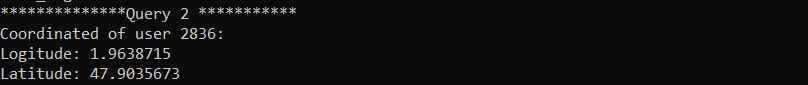 **************Query 2 ***********
Coordinated of user 2836:
Logitude: 1.9638715
Latitude: 47.9035673